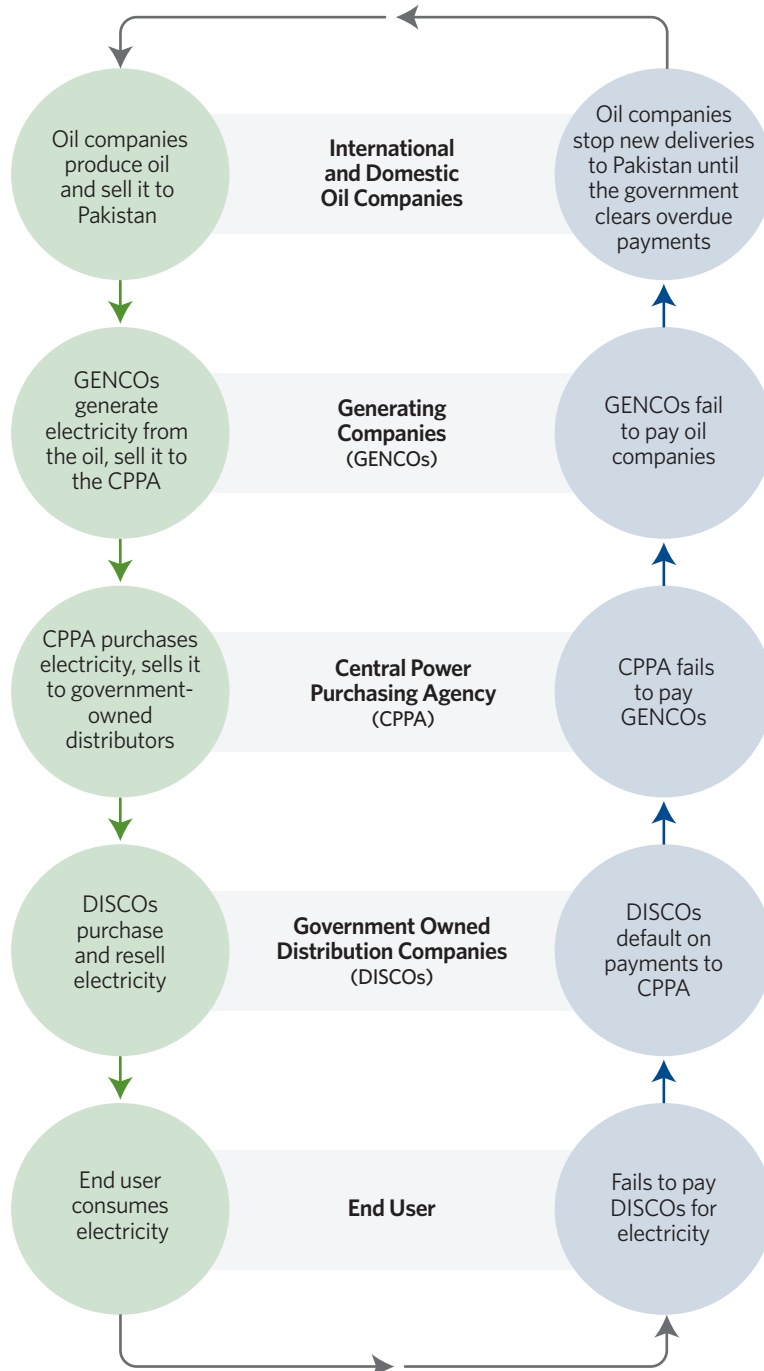 Oil companies
produce oil
and sell it to
Pakistan
International
and Domestic
Oil Companies
Oil companies
stop new deliveries
to Pakistan until
the government
clears overdue
payments
GENCOs
generate
electricity from
the oil, sell it to
the CPPA
Generating
Companies
(GENCOs)
GENCOs fail
to pay oil
companies
CPPA purchases
electricity, sells it
to government-
owned
distributors
Central Power
Purchasing Agency
(CPPA)
CPPA fails
to pay
GENCOs
DISCOs
purchase
and resell
electricity
Government Owned
Distribution Companies
(DISCOs)
DISCOs
default on
payments to
CPPA
End user
consumes
electricity
End User
Fails to pay
DISCOs for
electricity